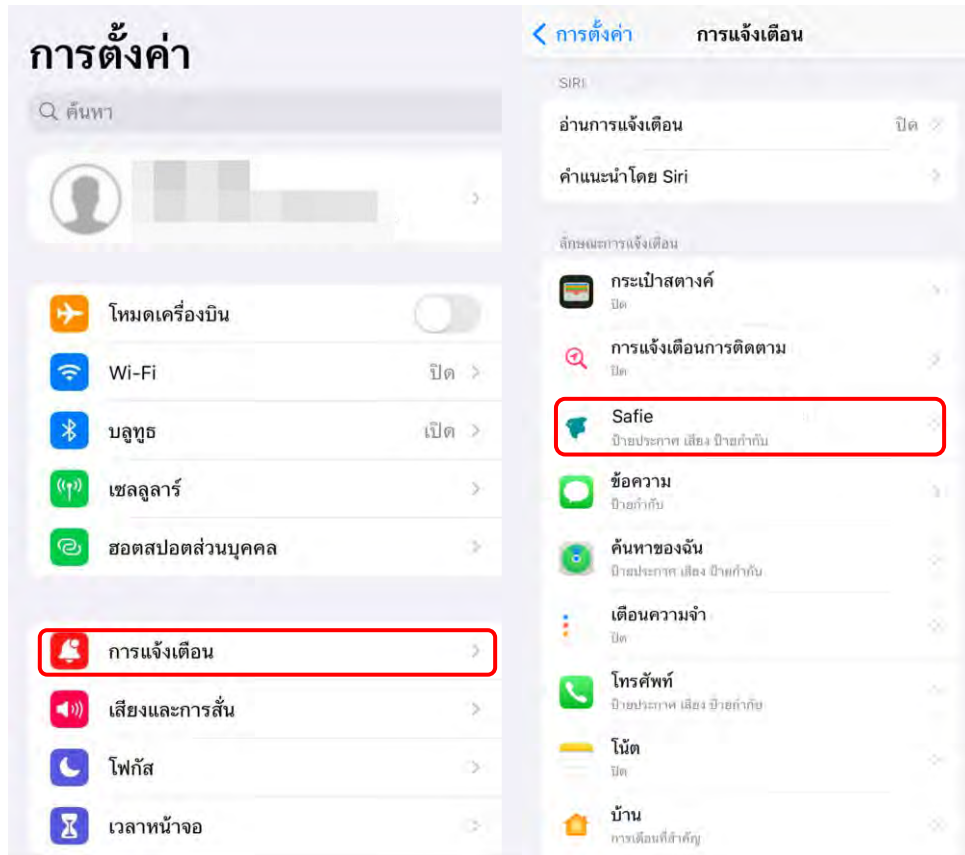 การตั้งค่า
ค้นหา
โหมดเครื่องบิน
Wi-Fi ปิด
บลูทูธ เปิด
เซลลูลาร์
ฮอตสปอตส่วนบุคคล
การแจ้งเตือน
เสียงและการสั่น
โฟกัส
เวลาหน้าจอ
การตั้งค่า การแจ้งเตือน
SIRI
อ่านการแจ้งเตือน ปิด
คำแนะนำโดย Siri
ลักษณะการแจ้งเตือน
กระเป๋าสตางค์
ปิด
การแจ้งเตือนการติดตาม
ปิด
Safie
ป้ายประกาศ เสียง ป้ายกำกับ
ข้อความ
ป้ายกำกับ
ค้นหาของฉัน
ป้ายประกาศ เสียง ป้ายกำกับ
เตือนความจำ
ปิด
โทรศัพท์
ป้ายประกาศ เสียง ป้ายกำกับ
โน้ต
ปิด
บ้าน
การเตือนที่สำคัญ